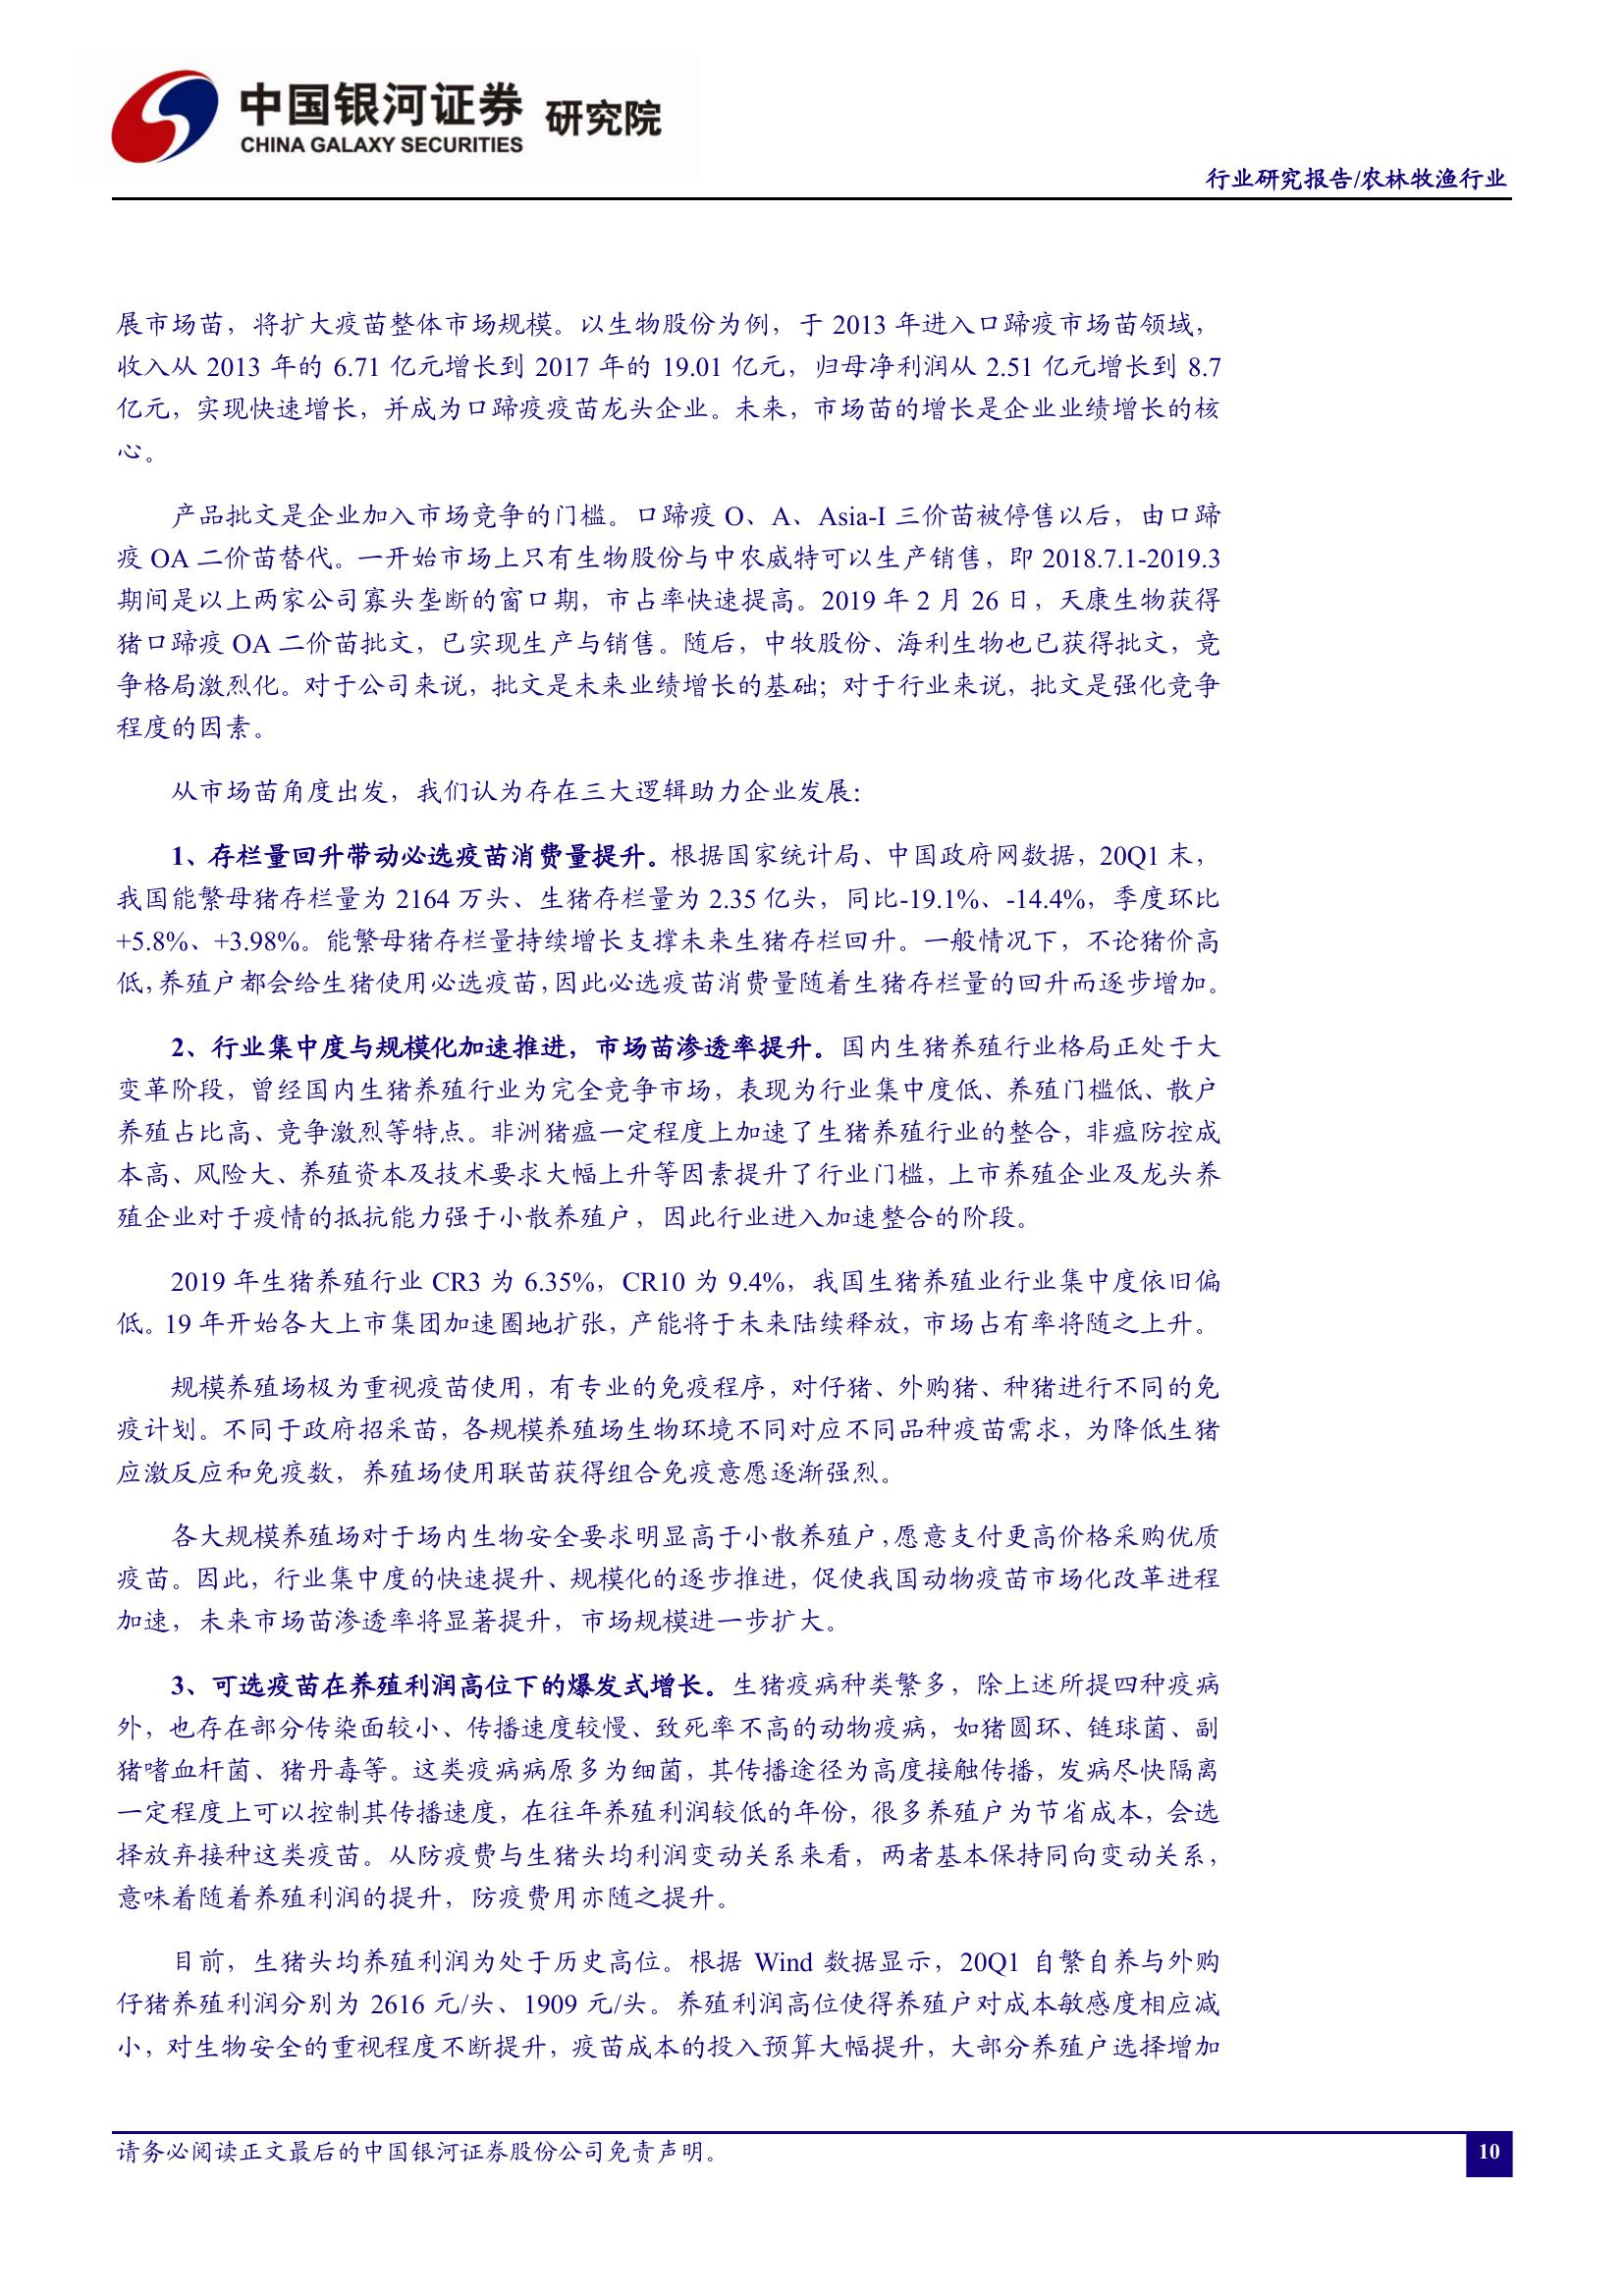 中国银河证券 研究院
CHINA GALAXY SECURITIES
行业研究报告/农林牧渔行业
展市场苗，将扩大疫苗整体市场规模。以生物股份为例，于 2013 年进入口蹄疫市场苗领域，
收入从 2013 年的 6.71 亿元增长到 2017 年的 19.01 亿元，归母净利润从 2.51 亿元增长到 8.7
亿元，实现快速增长，并成为口蹄疫疫苗龙头企业。未来，市场苗的增长是企业业绩增长的核
心。
产品批文是企业加入市场竞争的门槛。口蹄疫 O、A、Asia-I 三价苗被停售以后，由口蹄
疫 OA 二价苗替代。一开始市场上只有生物股份与中农威特可以生产销售，即 2018.7.1-2019.3
期间是以上两家公司寡头垄断的窗口期，市占率快速提高。2019 年 2 月 26 日，天康生物获得
猪口蹄疫 OA 二价苗批文，已实现生产与销售。随后，中牧股份、海利生物也已获得批文，竞
争格局激烈化。对于公司来说，批文是未来业绩增长的基础；对于行业来说，批文是强化竞争
程度的因素。
从市场苗角度出发，我们认为存在三大逻辑助力企业发展：
1、存栏量回升带动必选疫苗消费量提升。根据国家统计局、中国政府网数据，20Q1 末，
我国能繁母猪存栏量为 2164 万头、生猪存栏量为 2.35 亿头，同比-19.1%、-14.4%，季度环比
+5.8%、+3.98%。能繁母猪存栏量持续增长支撑未来生猪存栏回升。一般情况下，不论猪价高
低，养殖户都会给生猪使用必选疫苗，因此必选疫苗消费量随着生猪存栏量的回升而逐步增加。
2、行业集中度与规模化加速推进，市场苗渗透率提升。国内生猪养殖行业格局正处于大
变革阶段，曾经国内生猪养殖行业为完全竞争市场，表现为行业集中度低、养殖门槛低、散户
养殖占比高、竞争激烈等特点。非洲猪瘟一定程度上加速了生猪养殖行业的整合，非瘟防控成
本高、风险大、养殖资本及技术要求大幅上升等因素提升了行业门槛，上市养殖企业及龙头养
殖企业对于疫情的抵抗能力强于小散养殖户，因此行业进入加速整合的阶段。
2019 年生猪养殖行业 CR3 为 6.35%，CR10 为 9.4%，我国生猪养殖业行业集中度依旧偏
低。19 年开始各大上市集团加速圈地扩张，产能将于未来陆续释放，市场占有率将随之上升。
规模养殖场极为重视疫苗使用，有专业的免疫程序，对仔猪、外购猪、种猪进行不同的免
疫计划。不同于政府招采苗，各规模养殖场生物环境不同对应不同品种疫苗需求，为降低生猪
应激反应和免疫数，养殖场使用联苗获得组合免疫意愿逐渐强烈。
各大规模养殖场对于场内生物安全要求明显高于小散养殖户，愿意支付更高价格采购优质
疫苗。因此，行业集中度的快速提升、规模化的逐步推进，促使我国动物疫苗市场化改革进程
加速，未来市场苗渗透率将显著提升，市场规模进一步扩大。
3、可选疫苗在养殖利润高位下的爆发式增长。生猪疫病种类繁多，除上述所提四种疫病
外，也存在部分传染面较小、传播速度较慢、致死率不高的动物疫病，如猪圆环、链球菌、副
猪嗜血杆菌、猪丹毒等。这类疫病病原多为细菌，其传播途径为高度接触传播，发病尽快隔离
一定程度上可以控制其传播速度，在往年养殖利润较低的年份，很多养殖户为节省成本，会选
择放弃接种这类疫苗。从防疫费与生猪头均利润变动关系来看，两者基本保持同向变动关系，
意味着随着养殖利润的提升，防疫费用亦随之提升。
目前，生猪头均养殖利润为处于历史高位。根据 Wind 数据显示，20Q1 自繁自养与外购
仔猪养殖利润分别为 2616 元/头、1909 元/头。养殖利润高位使得养殖户对成本敏感度相应减
小，对生物安全的重视程度不断提升，疫苗成本的投入预算大幅提升，大部分养殖户选择增加
请务必阅读正文最后的中国银河证券股份公司免责声明。
10